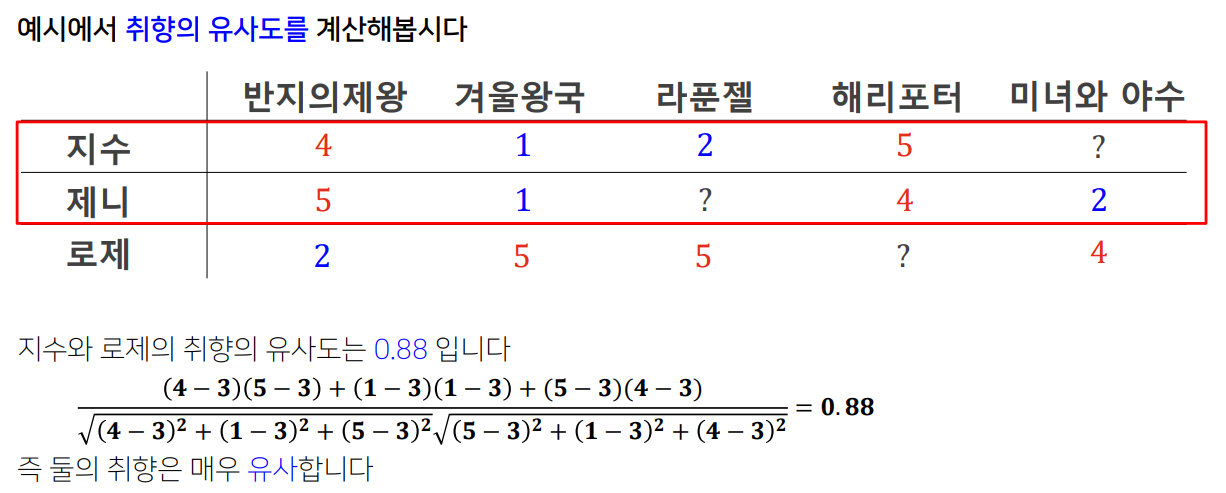 예시에서 취향의 유사도를 계산해봅시다
반지의제왕 겨울왕국 라푼젤 해리포터 미녀와 야수
지수 4 1 2 5 ?
제니 5 1 ? 4 2
로제 2 5 5 ? 4
지수와 로제의 취향의 유사도는 0.88 입니다
(4 − 3)(5 − 3) + (1 − 3)(1 − 3) + (5 − 3)(4 − 3)
√(4 − 3)² + (1 − 3)² + (5 − 3)² √(5 − 3)² + (1 − 3)² + (4 − 3)² = 0.88
즉 둘의 취향은 매우 유사합니다